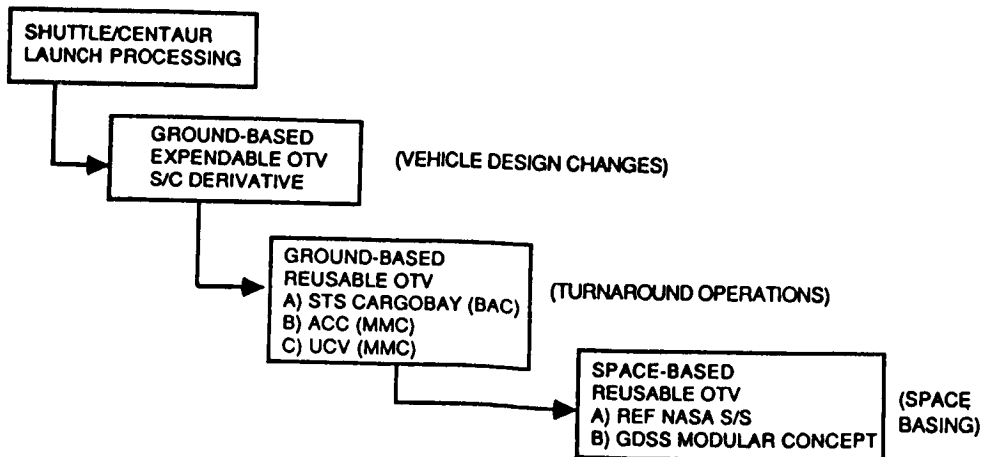 SHUTTLE/CENTAUR
LAUNCH PROCESSING
GROUND-BASED
EXPENDABLE OTV
S/C DERIVATIVE
(VEHICLE DESIGN CHANGES)
GROUND-BASED
REUSABLE OTV
A) STS CARGOBAY (BAC)
B) ACC (MMC)
C) UCV (MMC)
(TURNAROUND OPERATIONS)
SPACE-BASED
REUSABLE OTV
A) REF NASA S/S
B) GDSS MODULAR CONCEPT
(SPACE
BASING)